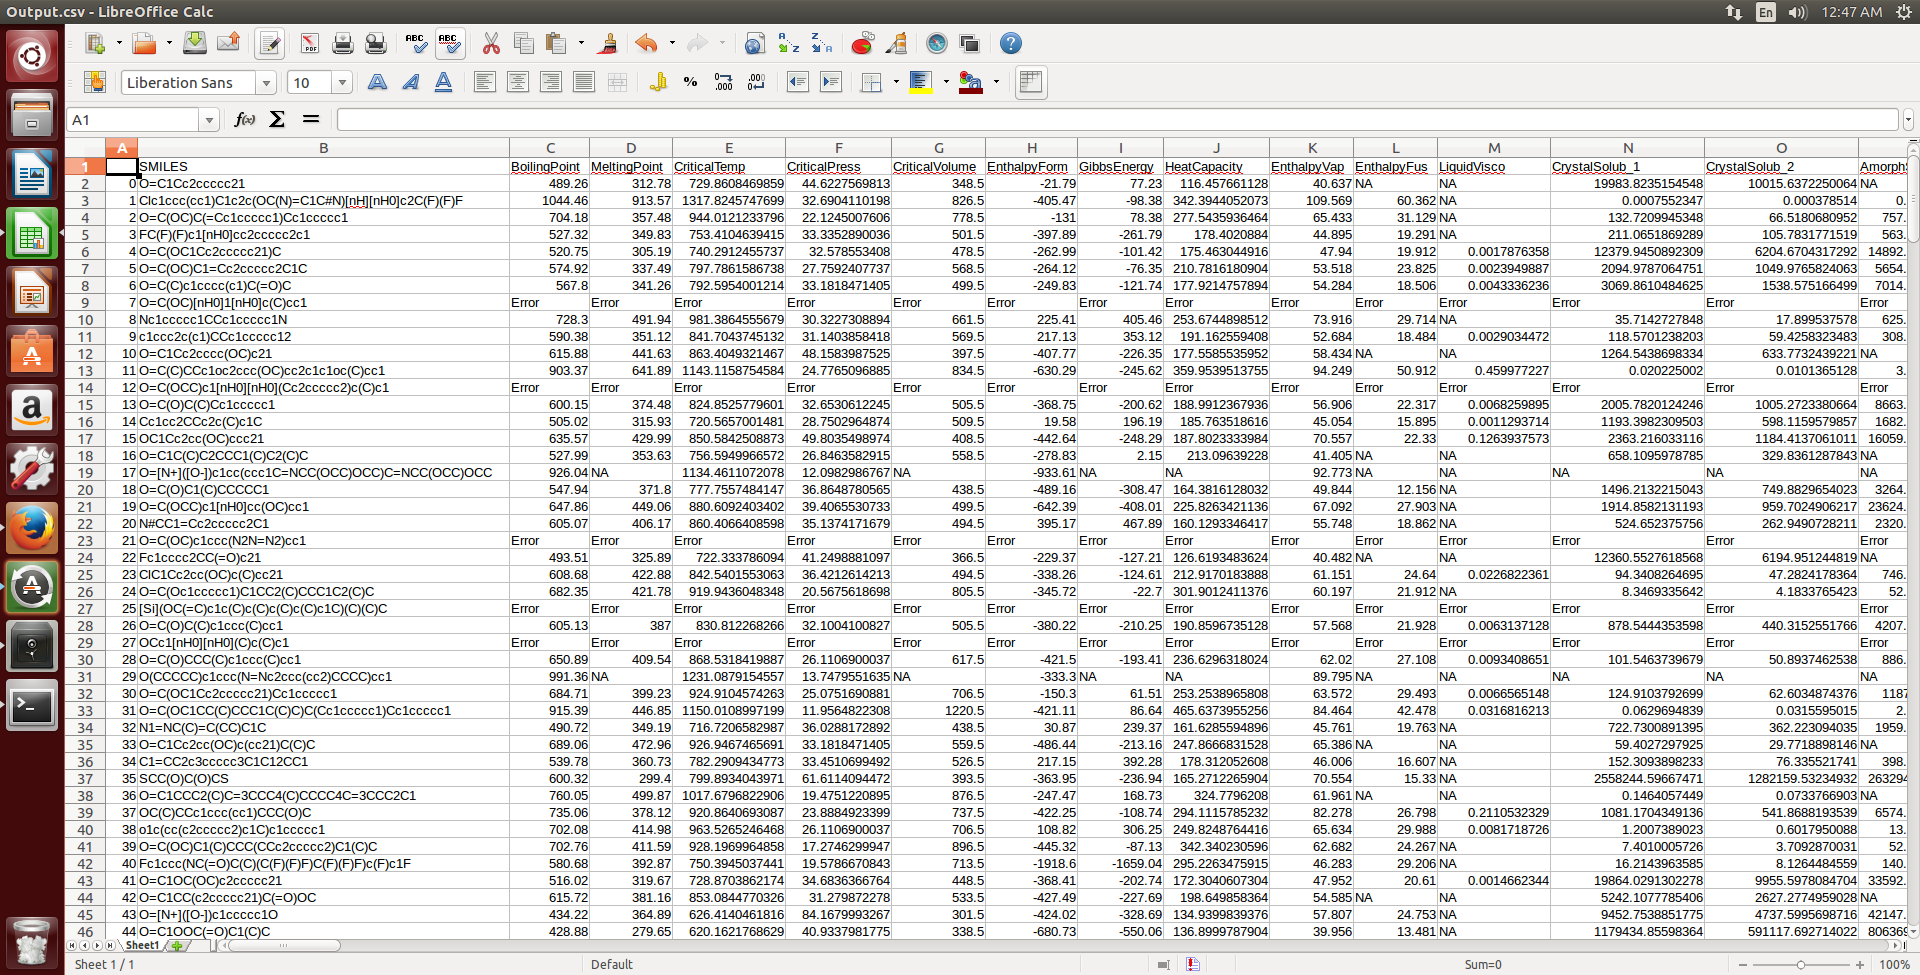 Output.csv - LibreOffice Calc En 12:47 AM
Liberation Sans 10
A1
A B C D E F G H I J K L M N O
1 SMILES BoilingPoint MeltingPoint CriticalTemp CriticalPress CriticalVolume EnthalpyForm GibbsEnergy HeatCapacity EnthalpyVap EnthalpyFus LiquidVisco CrystalSolub_1 CrystalSolub_2
2 0 O=C1Cc2ccccc21 489.26 312.78 729.8608469859 44.6227569813 348.5 -21.79 77.23 116.457661128 40.637 NA NA 19983.8235154548 10015.6372250064 NA
3 1 Clc1ccc(cc1)C1c2c(OC(N)=C1C#N)[nH][nH0]c2C(F)(F)F 1044.46 913.57 1317.8245747699 32.6904110198 826.5 -405.47 -98.38 342.3944052073 109.569 60.362 NA 0.0007552347 0.000378514 0.
4 2 O=C(OC)C(=Cc1ccccc1)Cc1ccccc1 704.18 357.48 944.0121233796 22.1245007606 778.5 -131 78.38 277.5435936464 65.433 31.129 NA 132.7209945348 66.5180680952 757.
5 3 FC(F)(F)c1[nH0]cc2ccccc2c1 527.32 349.83 753.4104639415 33.3352890036 501.5 -397.89 -261.79 178.4020884 44.895 19.291 NA 211.0651869289 105.7831771519 563.
6 4 O=C(OC1Cc2ccccc21)C 520.75 305.19 740.2912455737 32.578553408 478.5 -262.99 -101.42 175.463044916 47.94 19.912 0.0017876358 12379.9450892309 6204.6704317292 14892.
7 5 O=C(OC)C1=Cc2ccccc2C1C 574.92 337.49 797.7861586738 27.7592407737 568.5 -264.12 -76.35 210.7816180904 53.518 23.825 0.0023949887 2094.9787064751 1049.9765824063 5654.
8 6 O=C(C)c1cccc(c1)C(=O)C 567.8 341.26 792.5954001214 33.1818471405 499.5 -249.83 -121.74 177.9214757894 54.284 18.506 0.0043336236 3069.8610484625 1538.575166499 7014.
9 7 O=C(OC)[nH0]1[nH0]c(C)cc1 Error Error Error Error Error Error Error Error Error Error Error Error Error Error
10 8 Nc1ccccc1CCc1ccccc1N 728.3 491.94 981.3864555679 30.3227308894 661.5 225.41 405.46 253.6744898512 73.916 29.714 NA 35.7142727848 17.899537578 625.
11 9 c1ccc2c(c1)CCc1ccccc12 590.38 351.12 841.7043745132 31.1403858418 569.5 217.13 353.12 191.162559408 52.684 18.484 0.0029034472 118.5701238203 59.4258323483 308.
12 10 O=C1Cc2cccc(OC)c21 615.88 441.63 863.4049321467 48.1583987525 397.5 -407.77 -226.35 177.5585535952 58.434 NA NA 1264.5438698334 633.7732439221 NA
13 11 O=C(C)CCc1oc2ccc(OC)cc2c1c1oc(C)cc1 903.37 641.89 1143.1158754584 24.7765096885 834.5 -630.29 -245.62 359.9539513755 94.249 50.912 0.459977227 0.020225002 0.0101365128 3.
14 12 O=C(OCC)c1[nH0][nH0](Cc2ccccc2)c(C)c1 Error Error Error Error Error Error Error Error Error Error Error Error Error Error
15 13 O=C(O)C(C)Cc1ccccc1 600.15 374.48 824.8525779601 32.6530612245 505.5 -368.75 -200.62 188.9912367936 56.906 22.317 0.0068259895 2005.7820124246 1005.2723380664 8663.
16 14 Cc1cc2CCc2c(C)c1C 505.02 315.93 720.5657001481 28.7502964874 509.5 19.58 196.19 185.763518616 45.054 15.895 0.0011293714 1193.3982309503 598.1159579857 1682.
17 15 OC1Cc2cc(OC)ccc21 635.57 429.99 850.5842508873 49.8035498974 408.5 -442.64 -248.29 187.8023333984 70.557 22.33 0.1263937573 2363.216033116 1184.4137061011 16059.
18 16 O=C1C(C)C2CCC1(C)C2(C)C 527.99 353.63 756.5949966572 26.8463582915 558.5 -278.83 2.15 213.09639228 41.405 NA NA 658.1095978785 329.8361287843 NA
19 17 O=[N+]([O-])c1cc(ccc1C=NCC(OCC)OCC)C=NCC(OCC)OCC 926.04 NA 1134.4611072078 12.0982986767 NA -933.61 NA NA 92.773 NA NA NA NA NA
20 18 O=C(O)C1(C)CCCCC1 547.94 371.8 777.7557484147 36.8648780565 438.5 -489.16 -308.47 164.3816128032 49.844 12.156 NA 1496.2132215043 749.8829654023 3264.
21 19 O=C(OCC)c1[nH0]cc(OC)cc1 647.86 449.06 880.6092403402 39.4065530733 499.5 -642.39 -408.01 225.8263421136 67.092 27.903 NA 1914.8582131193 959.7024906217 23624.
22 20 N#CC1=Cc2ccccc2C1 605.07 406.17 860.4066408598 35.1374171679 494.5 395.17 467.89 160.1293346417 55.748 18.862 NA 524.652375756 262.9490728211 2320.
23 21 O=C(OC)c1ccc(N2N=N2)cc1 Error Error Error Error Error Error Error Error Error Error Error Error Error Error
24 22 Fc1cccc2CC(=O)c21 493.51 325.89 722.333786094 41.2498881097 366.5 -229.37 -127.21 126.6193483624 40.482 NA NA 12360.5527618568 6194.951244819 NA
25 23 ClC1Cc2cc(OC)c(C)cc21 608.68 422.88 842.5401553063 36.4212614213 494.5 -338.26 -124.61 212.9170183888 61.151 24.64 0.0226822361 94.3408264695 47.2824178364 746.
26 24 O=C(Oc1ccccc1)C1CC2(C)CCC1C2(C)C 682.35 421.78 919.9436048348 20.5675618698 805.5 -345.72 -22.7 301.9012411376 60.197 21.912 NA 8.3469335642 4.1833765423 52.
27 25 [Si](OC(=C)c1c(C)c(C)c(C)c(C)c1C)(C)(C)C Error Error Error Error Error Error Error Error Error Error Error Error Error Error
28 26 O=C(O)C(C)c1ccc(C)cc1 605.13 387 830.812268266 32.1004100827 505.5 -380.22 -210.25 190.8596735128 57.568 21.928 0.0063137128 878.5444353598 440.3152551766 4207.
29 27 OCc1[nH0][nH0](C)c(C)c1 Error Error Error Error Error Error Error Error Error Error Error Error Error Error
30 28 O=C(O)CCC(C)c1ccc(C)cc1 650.89 409.54 868.5318419887 26.1106900037 617.5 -421.5 -193.41 236.6296318024 62.02 27.108 0.0093408651 101.5463739679 50.8937462538 886.
31 29 O(CCCCC)c1ccc(N=Nc2ccc(cc2)CCCC)cc1 991.36 NA 1231.0879154557 13.7479551635 NA -333.3 NA NA 89.795 NA NA NA NA NA
32 30 O=C(OC1Cc2ccccc21)Cc1ccccc1 684.71 399.23 924.9104574263 25.0751690881 706.5 -150.3 61.51 253.2538965808 63.572 29.493 0.0066565148 124.9103792699 62.6034874376 1187
33 31 O=C(OC1CC(C)CCC1C(C)C)C(Cc1ccccc1)Cc1ccccc1 915.39 446.85 1150.0108997199 11.9564822308 1220.5 -421.11 86.64 465.6373955256 84.464 42.478 0.0316816213 0.0629694839 0.0315595015 2.
34 32 N1=NC(C)=C(CC)C1C 490.72 349.19 716.7206582987 36.0288172892 438.5 30.87 239.37 161.6285594896 45.761 19.763 NA 722.7300891395 362.223094035 1959.
35 33 O=C1Cc2cc(OC)c(cc21)C(C)C 689.06 472.96 926.9467465691 33.1818471405 559.5 -486.44 -213.16 247.8666831528 65.386 NA NA 59.4027297925 29.7718898146 NA
36 34 C1=CC2c3ccccc3C1C12CC1 539.78 360.73 782.2909434773 33.4510699492 526.5 217.15 392.28 178.312052608 46.006 16.607 NA 152.3093898233 76.335521741 398.
37 35 SCC(O)C(O)CS 600.32 299.4 799.8934043971 61.6114094472 393.5 -363.95 -236.94 165.2712265904 70.554 15.33 NA 2558244.59667471 1282159.53234932 263294
38 36 O=C1CCC2(C)C=3CCC4(C)CCCC4C=3CCC2C1 760.05 499.87 1017.6796822906 19.4751220895 876.5 -247.47 168.73 324.7796208 61.961 NA NA 0.1464057449 0.0733766903 NA
39 37 OC(C)CCc1ccc(cc1)CCC(O)C 735.06 378.12 920.8640693087 23.8884923399 737.5 -422.25 -108.74 294.1115785232 82.278 26.798 0.2110532329 1081.1704349136 541.8688193539 6574.
40 38 o1c(cc(c2ccccc2)c1C)c1ccccc1 702.08 414.98 963.5265246468 26.1106900037 706.5 108.82 306.25 249.8248764416 65.634 29.988 0.0081718726 1.2007389023 0.6017950088 13.
41 39 O=C(OC)C1(C)CCC(CCc2ccccc2)C1(C)C 702.76 411.59 928.1969964858 17.2746299847 896.5 -445.32 -87.13 342.340230596 62.682 24.267 NA 7.4010005726 3.7092870031 52.
42 40 Fc1ccc(NC(=O)C(C)(C(F)(F)F)C(F)(F)F)c(F)c1F 580.68 392.87 750.3945037441 19.5786670843 713.5 -1918.6 -1659.04 295.2263475915 46.283 29.206 NA 16.2143963585 8.1264484559 140.
43 41 O=C1OC(OC)c2ccccc21 516.02 319.67 728.8703862174 34.6836366764 448.5 -368.41 -202.74 172.3040607304 47.952 20.61 0.0014662344 19864.0291302278 9955.5978084704 33592.
44 42 O=C1CC(c2ccccc21)C(=O)OC 615.72 381.16 853.0844770326 31.279872278 533.5 -427.49 -227.69 198.649858364 54.585 NA NA 5242.1077785406 2627.2774959028 NA
45 43 O=[N+]([O-])c1ccccc1O 434.22 364.89 626.4140461816 84.1679993267 301.5 -424.02 -328.69 134.9399839376 57.807 24.753 NA 9452.7538851775 4737.5995698716 42147.
46 44 O=C1OOC(=O)C1(C)C 428.88 279.65 620.1621768629 40.9337981775 338.5 -680.73 -550.06 136.8999787904 39.956 13.481 NA 1179434.85598364 591117.692714022 806369
Sheet1
Sheet 1 / 1 Default Sum=0 100%